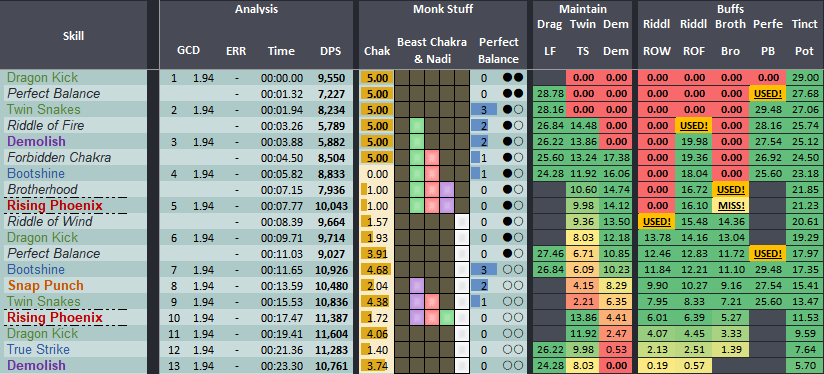 Analysis Monk Stuff Maintain Buffs
Skill GCD ERR Time DPS Chak Beast Chakra & Nadi Perfect Balance Drag LF Twin TS Dem Dem Riddl ROW Riddl ROF Broth Bro Perfe PB Tinct Pot
Dragon Kick 1 1.94 - 00:00.00 9,550 5.00 0 ●● 0.00 0.00 0.00 0.00 0.00 0.00 29.00
Perfect Balance - 00:01.32 7,227 5.00 0 ●● 28.78 0.00 0.00 0.00 0.00 0.00 USED! 27.68
Twin Snakes 2 1.94 - 00:01.94 8,234 5.00 3 ●○ 28.16 0.00 0.00 0.00 0.00 0.00 29.48 27.06
Riddle of Fire - 00:03.26 5,789 5.00 2 ●○ 26.84 14.48 0.00 0.00 USED! 0.00 28.16 25.74
Demolish 3 1.94 - 00:03.88 5,882 5.00 2 ●○ 26.22 13.86 0.00 0.00 19.98 0.00 27.54 25.12
Forbidden Chakra - 00:04.50 8,504 5.00 1 ●○ 25.60 13.24 17.38 0.00 19.36 0.00 26.92 24.50
Bootshine 4 1.94 - 00:05.82 8,833 0.00 1 ●○ 24.28 11.92 16.06 0.00 18.04 0.00 25.60 23.18
Brotherhood - 00:07.15 7,936 1.00 0 ●○ 10.60 14.74 0.00 16.72 USED! 21.85
Rising Phoenix 5 1.94 - 00:07.77 10,043 1.00 0 ●○ 9.98 14.12 0.00 16.10 MISS! 21.23
Riddle of Wind - 00:08.39 9,664 1.57 0 ●○ 9.36 13.50 USED! 15.48 14.36 20.61
Dragon Kick 6 1.94 - 00:09.71 9,714 1.93 0 ●○ 8.03 12.18 13.78 14.16 13.04 19.29
Perfect Balance - 00:11.03 9,027 3.91 0 ●○ 27.46 6.71 10.85 12.46 12.83 11.72 USED! 17.97
Bootshine 7 1.94 - 00:11.65 10,926 4.68 3 ○○ 26.84 6.09 10.23 11.84 12.21 11.10 29.48 17.35
Snap Punch 8 1.94 - 00:13.59 10,480 2.04 2 ○○ 4.15 8.29 9.90 10.27 9.16 27.54 15.41
Twin Snakes 9 1.94 - 00:15.53 10,836 4.38 1 ○○ 2.21 6.35 7.95 8.33 7.21 25.60 13.47
Rising Phoenix 10 1.94 - 00:17.47 11,387 1.72 0 ○○ 13.86 4.41 6.01 6.39 5.27 11.53
Dragon Kick 11 1.94 - 00:19.41 11,604 4.06 0 ○○ 11.92 2.47 4.07 4.45 3.33 9.59
True Strike 12 1.94 - 00:21.36 11,283 1.40 0 ○○ 26.22 9.98 0.53 2.13 2.51 1.39 7.64
Demolish 13 1.94 - 00:23.30 10,761 3.74 0 ○○ 24.28 8.03 0.00 0.19 0.57 5.70